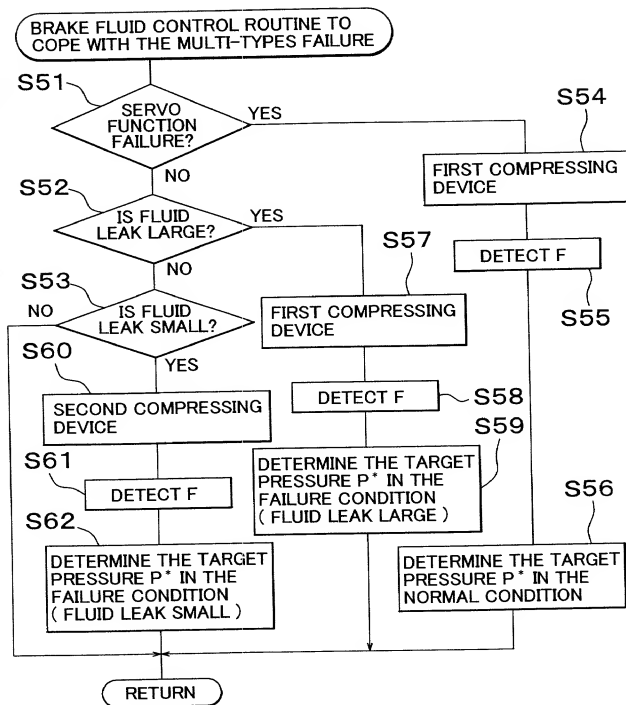 BRAKE FLUID CONTROL ROUTINE TO
COPE WITH THE MULTI-TYPES FAILURE
S51
SERVO
FUNCTION
FAILURE?
YES
NO
S54
FIRST COMPRESSING
DEVICE
S52
IS FLUID
LEAK LARGE?
YES
NO
S57
FIRST COMPRESSING
DEVICE
DETECT F
S55
S53
IS FLUID
LEAK SMALL?
NO
YES
S60
SECOND COMPRESSING
DEVICE
DETECT F
S58
S59
DETERMINE THE TARGET
PRESSURE P* IN THE
FAILURE CONDITION
( FLUID LEAK LARGE )
S61
DETECT F
S62
DETERMINE THE TARGET
PRESSURE P* IN THE
FAILURE CONDITION
( FLUID LEAK SMALL )
S56
DETERMINE THE TARGET
PRESSURE P* IN THE
NORMAL CONDITION
RETURN